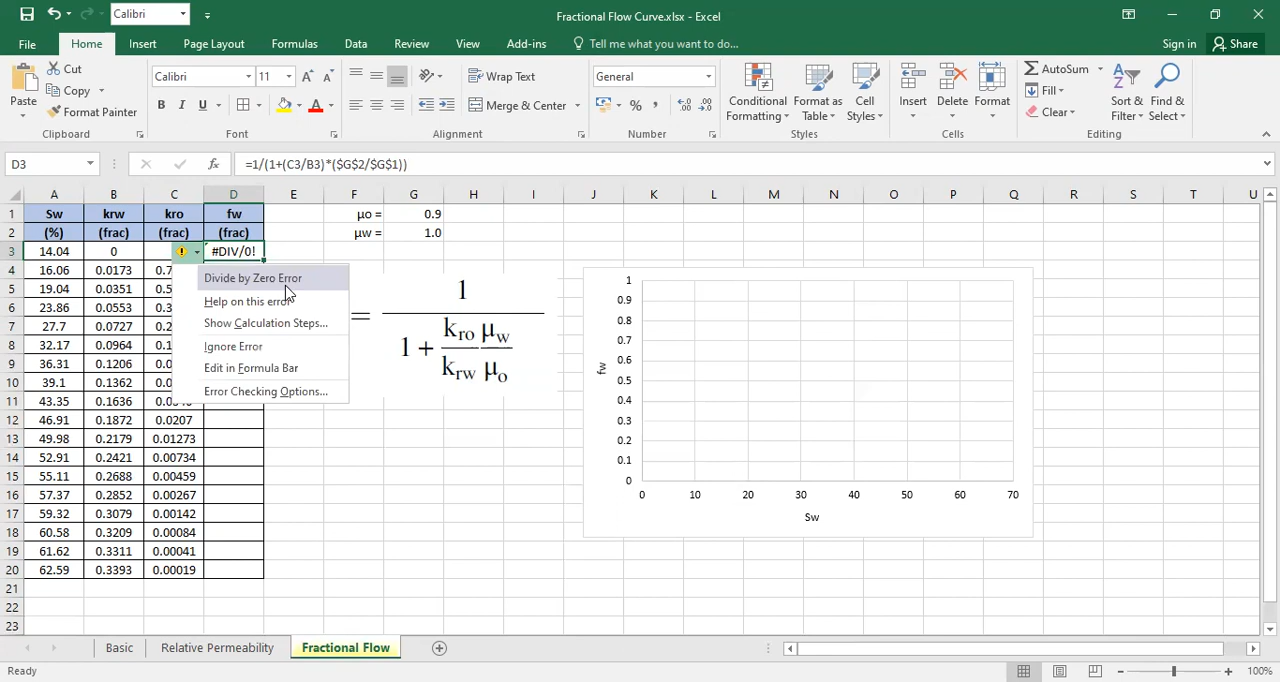 Calibri
Fractional Flow Curve.xlsx - Excel
File Home Insert Page Layout Formulas Data Review View Add-ins Tell me what you want to do... Sign in Share
Paste Cut Copy Format Painter
Calibri 11 B I U A
Wrap Text Merge & Center
General % ,
Conditional Formatting Format as Table Cell Styles
Insert Delete Format
AutoSum Fill Clear Sort & Filter Find & Select
Clipboard Font Alignment Number Styles Cells Editing
D3 fx =1/(1+(C3/B3)*($G$2/$G$1))
A B C D E F G H I J K L M N O P Q R S T U
1 Sw krw kro fw μo = 0.9
2 (%) (frac) (frac) (frac) μw = 1.0
3 14.04 0 #DIV/0!
4 16.06 0.0173 0.7
5 19.04 0.0351 0.5
6 23.86 0.0553 0.3
7 27.7 0.0727 0.2
8 32.17 0.0964 0.1
9 36.31 0.1206 0.0
10 39.1 0.1362 0.0
11 43.35 0.1636
12 46.91 0.1872 0.0207
13 49.98 0.2179 0.01273
14 52.91 0.2421 0.00734
15 55.11 0.2688 0.00459
16 57.37 0.2852 0.00267
17 59.32 0.3079 0.00142
18 60.58 0.3209 0.00084
19 61.62 0.3311 0.00041
20 62.59 0.3393 0.00019
21
22
23
Divide by Zero Error
Help on this error
Show Calculation Steps...
Ignore Error
Edit in Formula Bar
Error Checking Options...
= 1
1 + kro μw
krw μo
1
0.9
0.8
0.7
0.6
0.5
0.4
0.3
0.2
0.1
0
fw
0 10 20 30 40 50 60 70
Sw
Basic Relative Permeability Fractional Flow
Ready 100%